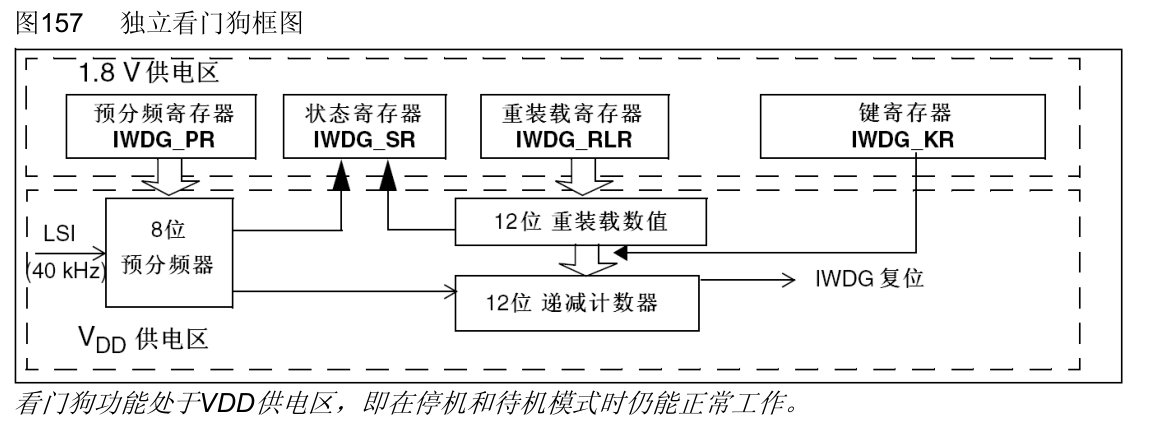 图157 独立看门狗框图
1.8 V供电区
预分频寄存器
IWDG_PR
状态寄存器
IWDG_SR
重装载寄存器
IWDG_RLR
键寄存器
IWDG_KR
LSI
(40 kHz)
8位
预分频器
12位 重装载数值
12位 递减计数器
IWDG 复位
VDD 供电区
看门狗功能处于VDD供电区，即在停机和待机模式时仍能正常工作。